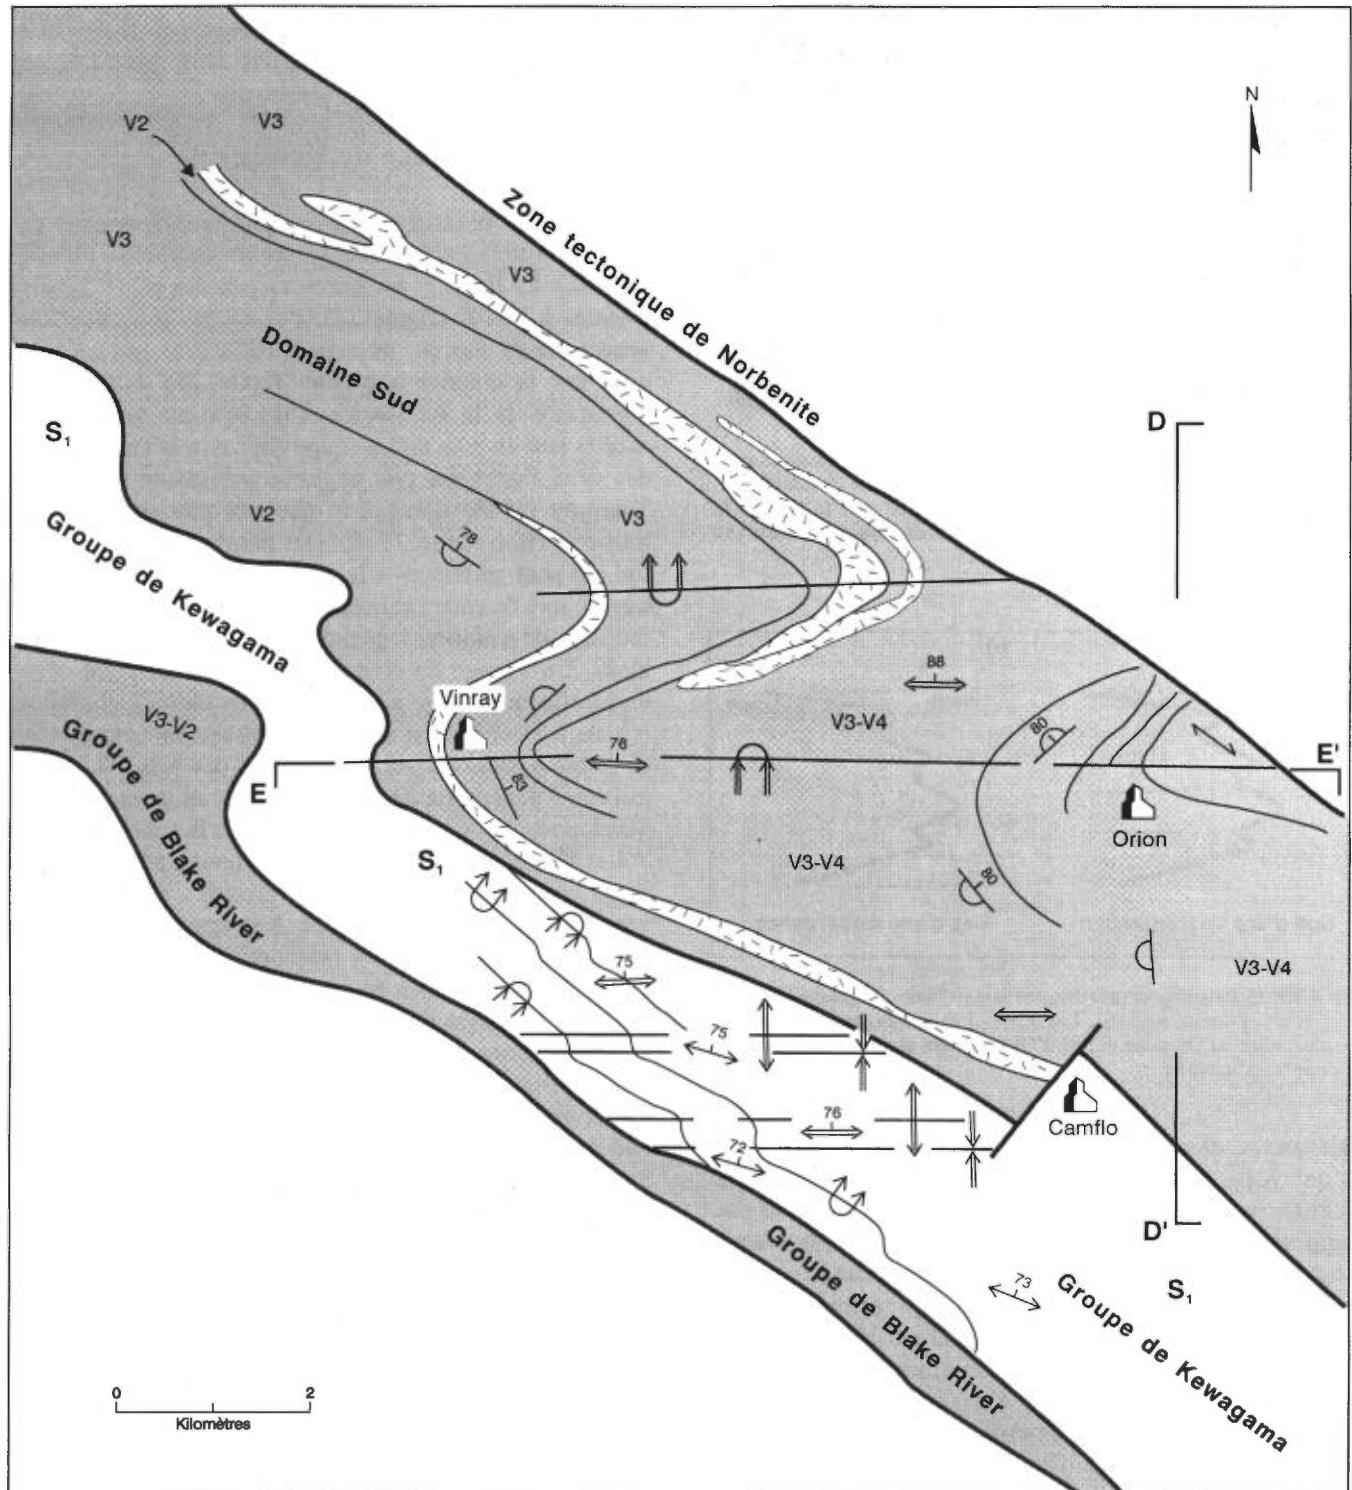 N
V2
V3
V3
V3
Zone tectonique de Norbenite
Domaine Sud
D
S1
V2
V3
78
Groupe de Kewagama
88
Vinray
V3-V4
80
V3-V2
Groupe de Blake River
76
E
E'
83
Orion
V3-V4
S1
80
V3-V4
75
75
76
Camflo
72
D'
Groupe de Blake River
73
S1
Groupe de Kewagama
0 2
Kilomètres